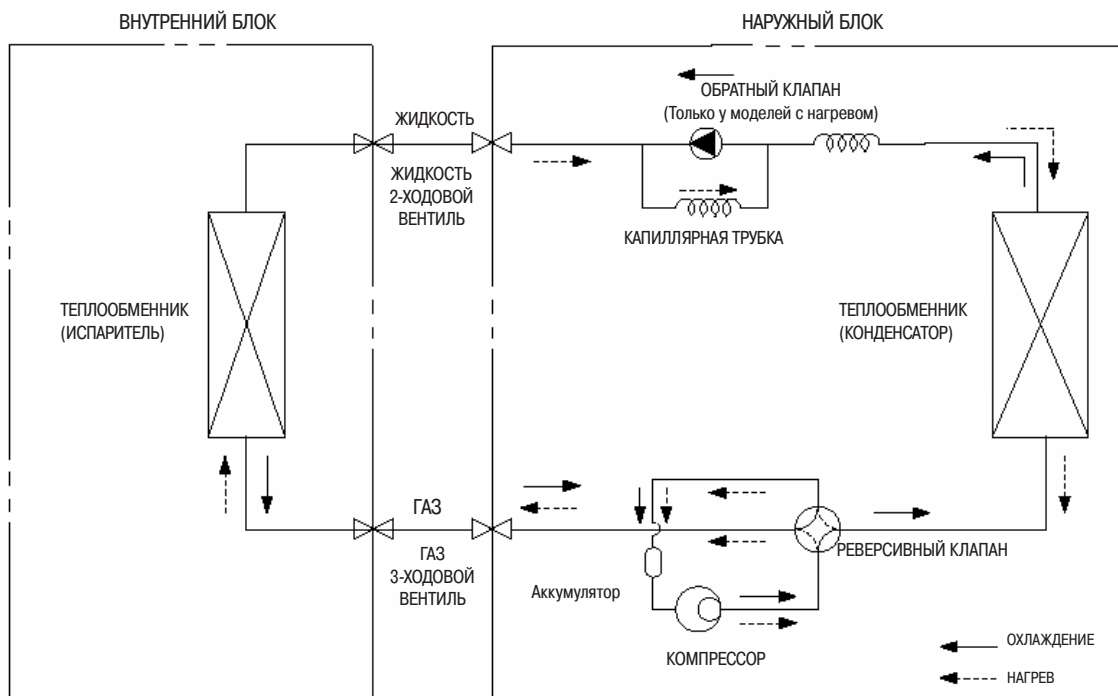 ВНУТРЕННИЙ БЛОК
НАРУЖНЫЙ БЛОК
ОБРАТНЫЙ КЛАПАН
(Только у моделей с нагревом)
ЖИДКОСТЬ
ЖИДКОСТЬ
2-ХОДОВОЙ
ВЕНТИЛЬ
КАПИЛЛЯРНАЯ ТРУБКА
ТЕПЛООБМЕННИК
(ИСПАРИТЕЛЬ)
ТЕПЛООБМЕННИК
(КОНДЕНСАТОР)
ГАЗ
ГАЗ
3-ХОДОВОЙ
ВЕНТИЛЬ
РЕВЕРСИВНЫЙ КЛАПАН
Аккумулятор
КОМПРЕССОР
ОХЛАЖДЕНИЕ
НАГРЕВ